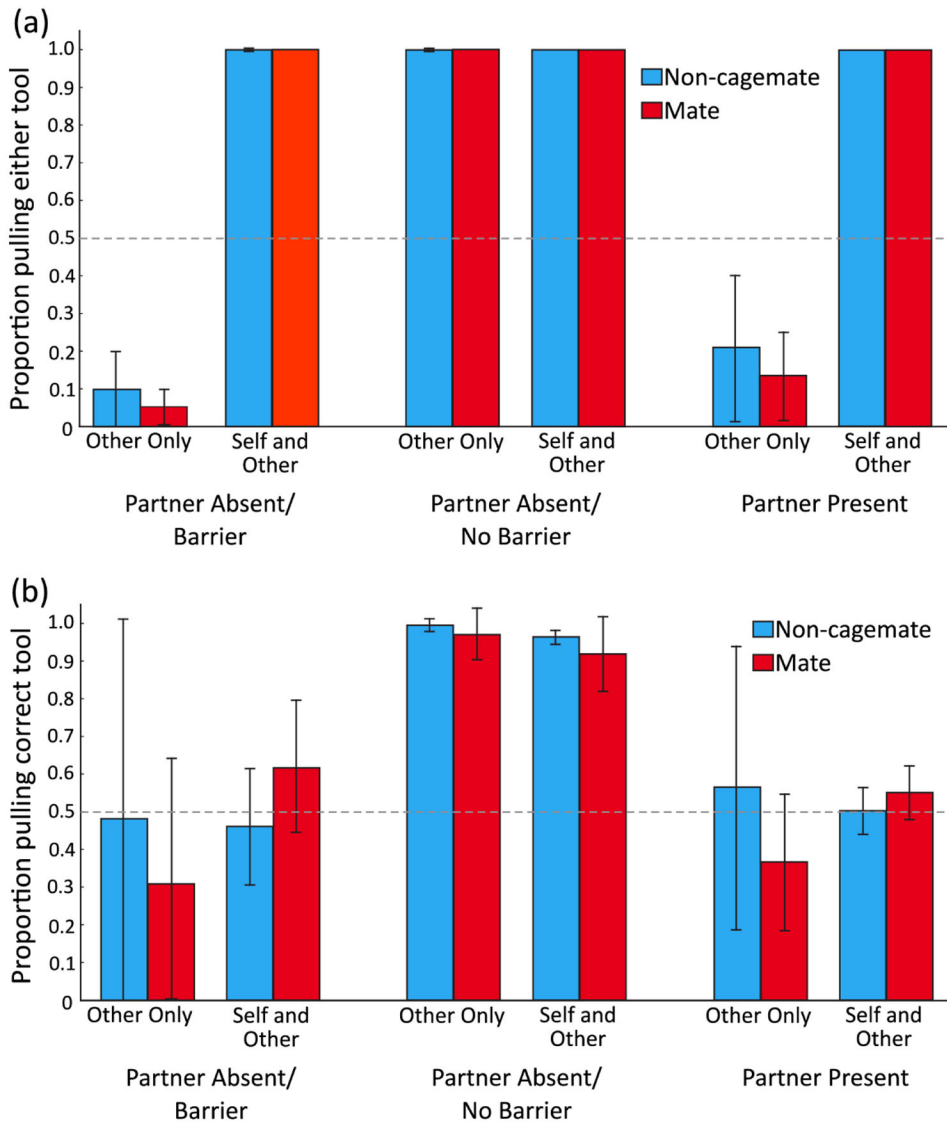 (a)
Proportion pulling either tool
1.0
0.9
0.8
0.7
0.6
0.5
0.4
0.3
0.2
0.1
0
Non-cagemate
Mate
Other Only
Self and
Other
Other Only
Self and
Other
Other Only
Self and
Other
Partner Absent/
Barrier
Partner Absent/
No Barrier
Partner Present
(b)
Proportion pulling correct tool
1.0
0.9
0.8
0.7
0.6
0.5
0.4
0.3
0.2
0.1
0
Non-cagemate
Mate
Other Only
Self and
Other
Other Only
Self and
Other
Other Only
Self and
Other
Partner Absent/
Barrier
Partner Absent/
No Barrier
Partner Present